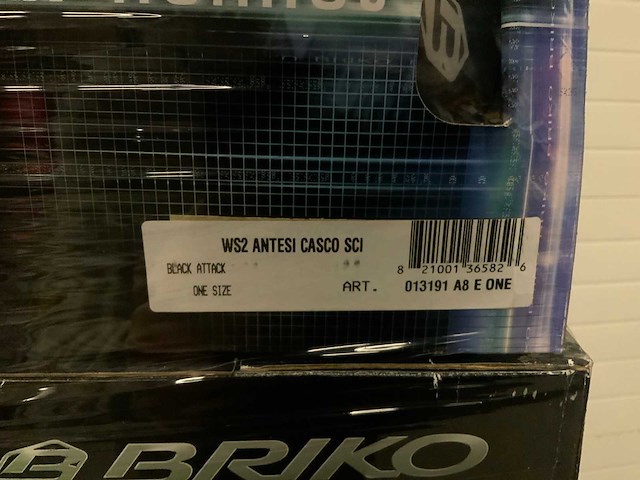 WS2 ANTESI CASCO SCI
BLACK ATTACK
8 21001 36582 6
ONE SIZE
ART. 013191 A8 E ONE
BRIKO